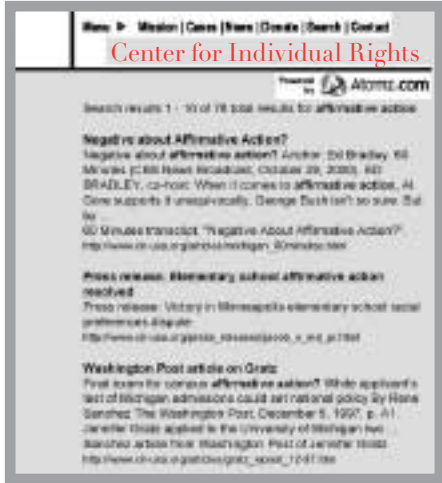 Menu ► Mission | Cases | News | Donate | Search | Contact
Center for Individual Rights
Powered by Atomz.com
Search results 1 - 10 of 78 total results for affirmative action
Negative about Affirmative Action?
Negative about affirmative action? Anchor: Ed Bradley. 60
Minutes (CBS News Broadcast, October 29, 2000). ED
BRADLEY, co-host: When it comes to affirmative action, Al
Gore supports it unequivocally. George Bush isn't so sure. But
60 Minutes transcript, "Negative About Affirmative Action?".
Press release: Elementary school affirmative action
resolved
Press release: Victory in Minneapolis elementary school racial
preferences dispute
Washington Post article on Gratz
Final exam for campus affirmative action? While applicant's
test of Michigan admissions could set national policy By Rene
Sanchez The Washington Post, December 5, 1997, p. A1
Jennifer Gratz applied to the University of Michigan two ...
Sanchez article from Washington Post of Jennifer Gratz